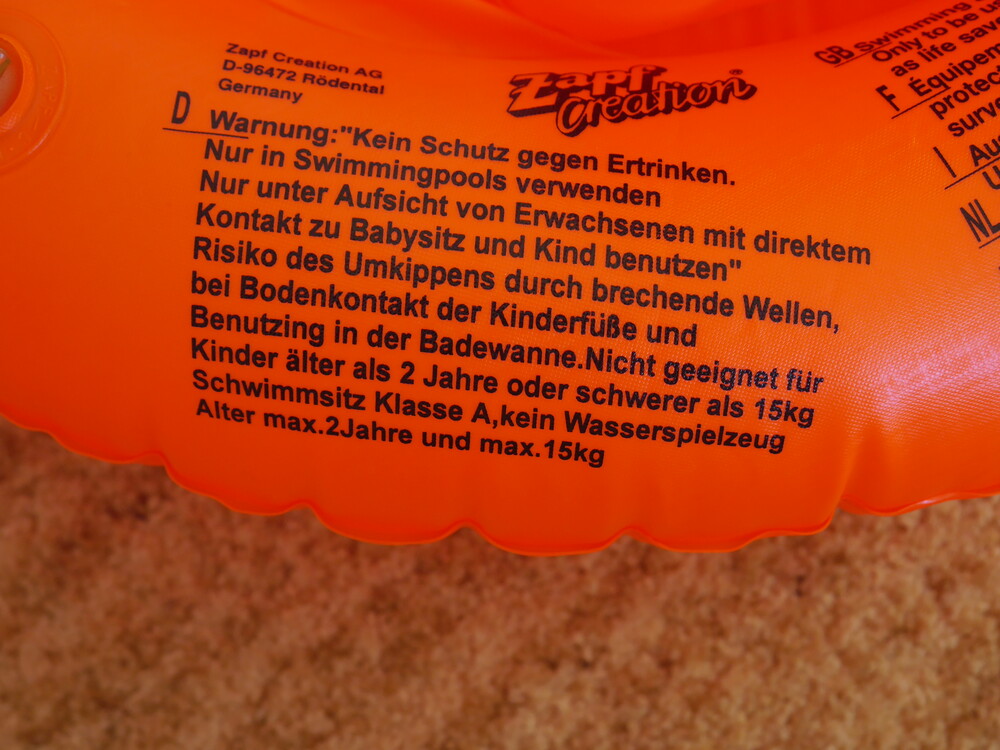 Zapf Creation AG
D-96472 Rödental
Germany
Zapf Creation®
D Warnung:"Kein Schutz gegen Ertrinken.
Nur in Swimmingpools verwenden
Nur unter Aufsicht von Erwachsenen mit direktem
Kontakt zu Babysitz und Kind benutzen"
Risiko des Umkippens durch brechende Wellen,
bei Bodenkontakt der Kinderfüße und
Benutzing in der Badewanne.Nicht geeignet für
Kinder älter als 2 Jahre oder schwerer als 15kg
Schwimmsitz Klasse A,kein Wasserspielzeug
Alter max.2Jahre und max.15kg
GB Swimming
Only to be
as life
F Équipem
protec
surv
I Au
NL